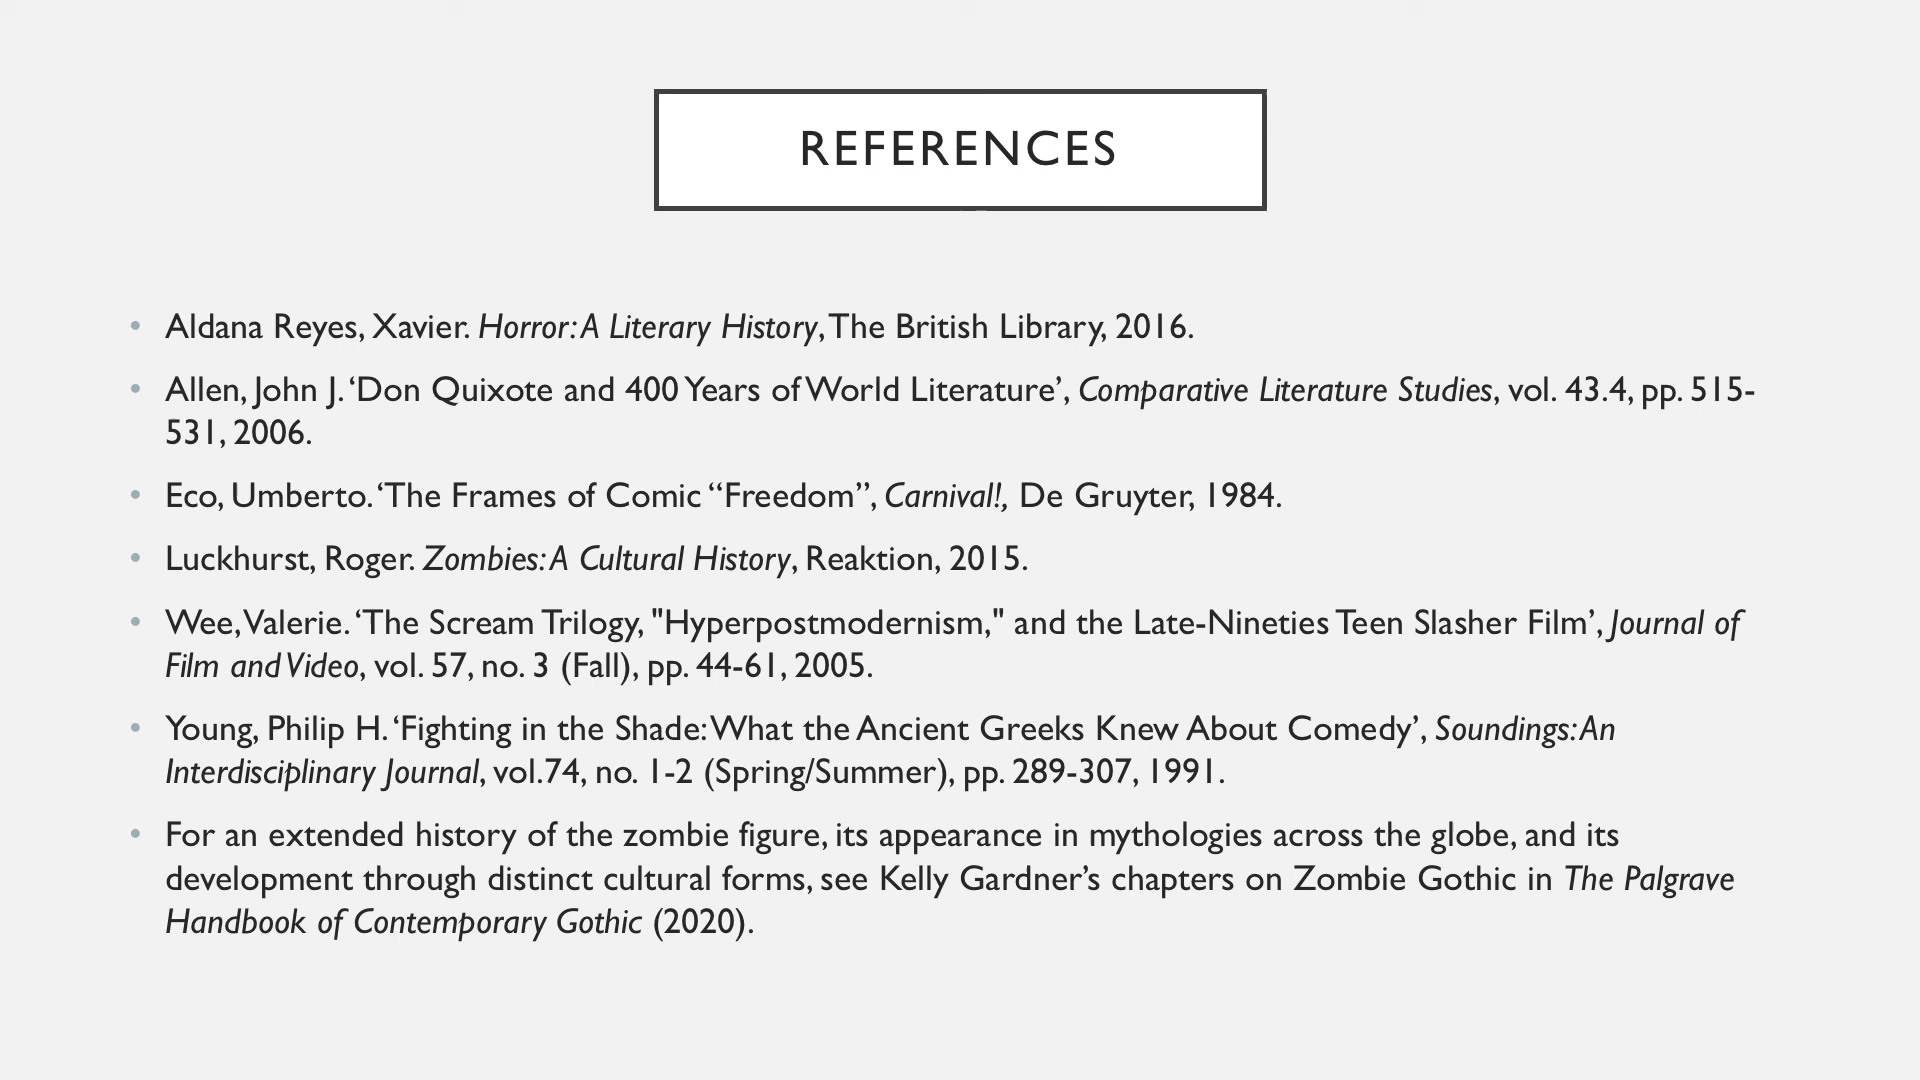 REFERENCES
• Aldana Reyes, Xavier. Horror: A Literary History, The British Library, 2016.
• Allen, John J. ‘Don Quixote and 400 Years of World Literature’, Comparative Literature Studies, vol. 43.4, pp. 515-
531, 2006.
• Eco, Umberto. ‘The Frames of Comic “Freedom”, Carnival!, De Gruyter, 1984.
• Luckhurst, Roger. Zombies: A Cultural History, Reaktion, 2015.
• Wee, Valerie. ‘The Scream Trilogy, "Hyperpostmodernism," and the Late-Nineties Teen Slasher Film’, Journal of
Film and Video, vol. 57, no. 3 (Fall), pp. 44-61, 2005.
• Young, Philip H. ‘Fighting in the Shade: What the Ancient Greeks Knew About Comedy’, Soundings: An
Interdisciplinary Journal, vol.74, no. 1-2 (Spring/Summer), pp. 289-307, 1991.
• For an extended history of the zombie figure, its appearance in mythologies across the globe, and its
development through distinct cultural forms, see Kelly Gardner’s chapters on Zombie Gothic in The Palgrave
Handbook of Contemporary Gothic (2020).